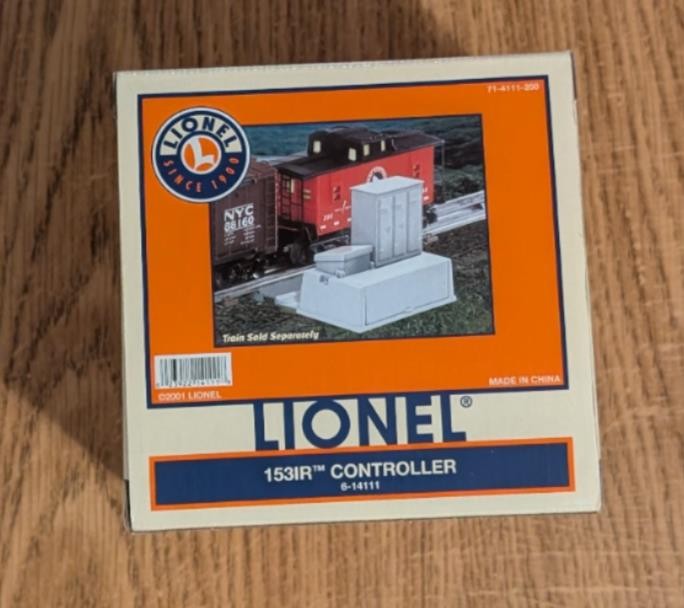 71-4111-250
LIONEL
SINCE 1900
NYC
Train Sold Separately
©2001 LIONEL
MADE IN CHINA
LIONEL®
153IR™ CONTROLLER
6-14111